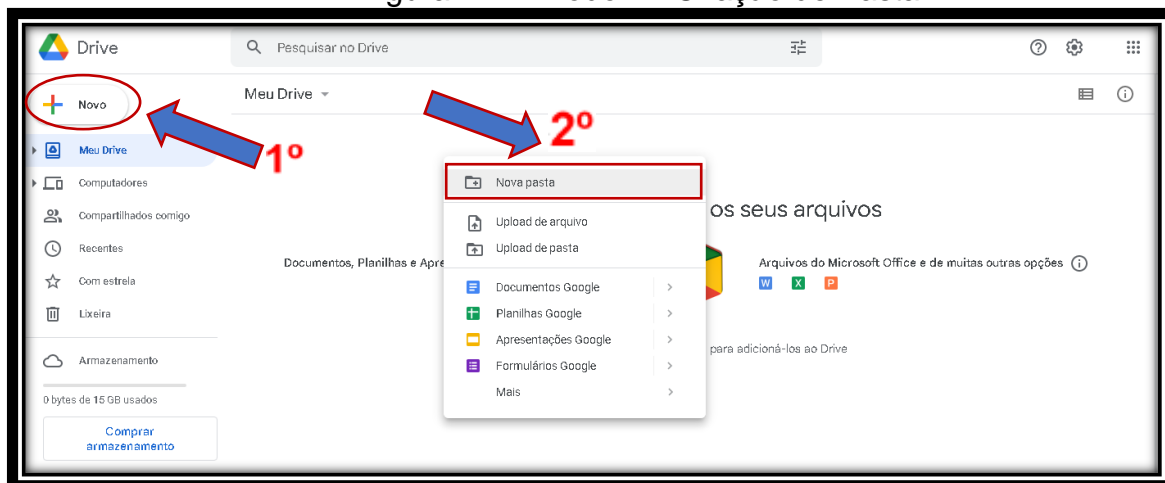 Drive
Pesquisar no Drive
Novo
Meu Drive
1º
2º
Meu Drive
Computadores
Compartilhados comigo
Recentes
Com estrela
Lixeira
Armazenamento
0 bytes de 15 GB usados
Comprar
armazenamento
Nova pasta
Upload de arquivo
Upload de pasta
Documentos Google
Planilhas Google
Apresentações Google
Formulários Google
Mais
os seus arquivos
Documentos, Planilhas e Apre
Arquivos do Microsoft Office e de muitas outras opções
W X P
para adicioná-los ao Drive